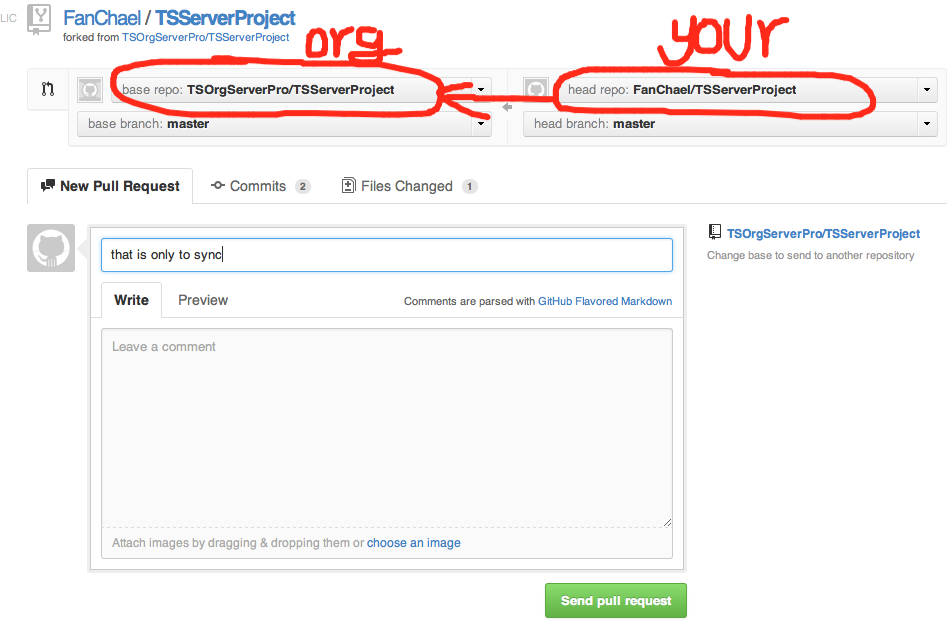 LIC FanChael / TSServerProject
forked from TSOrgServerPro/TSServerProject
org
your
base repo: TSOrgServerPro/TSServerProject
head repo: FanChael/TSServerProject
base branch: master
head branch: master
New Pull Request
Commits 2
Files Changed 1
that is only to sync
TSOrgServerPro/TSServerProject
Change base to send to another repository
Write
Preview
Comments are parsed with GitHub Flavored Markdown
Leave a comment
Attach images by dragging & dropping them or choose an image
Send pull request